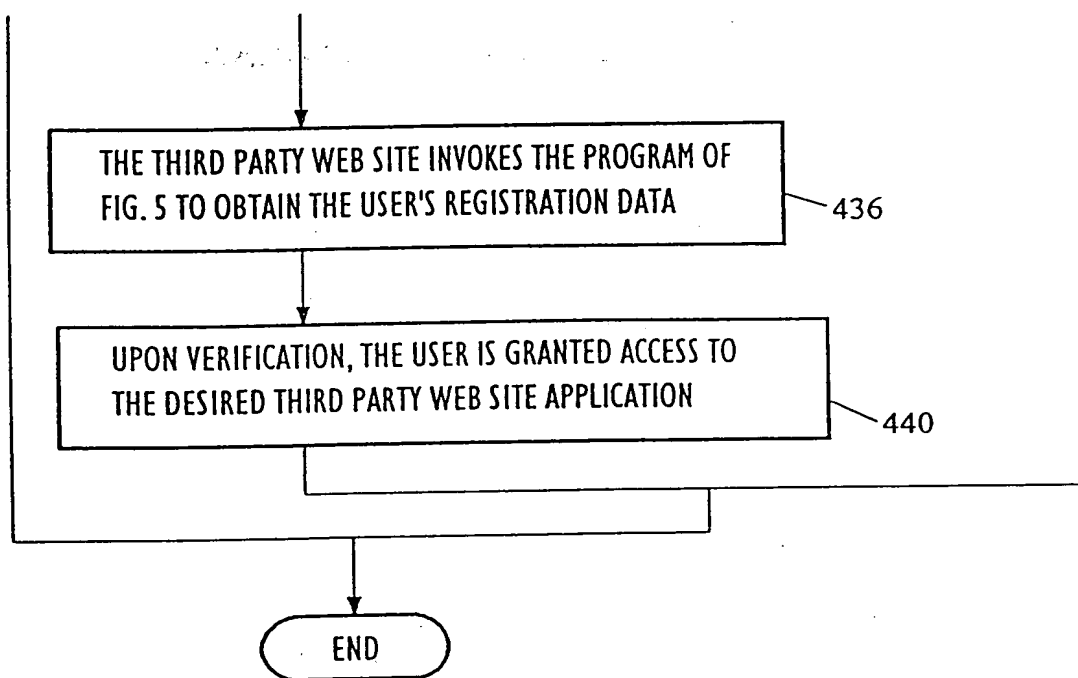 THE THIRD PARTY WEB SITE INVOKES THE PROGRAM OF
FIG. 5 TO OBTAIN THE USER'S REGISTRATION DATA
436
UPON VERIFICATION, THE USER IS GRANTED ACCESS TO
THE DESIRED THIRD PARTY WEB SITE APPLICATION
440
END